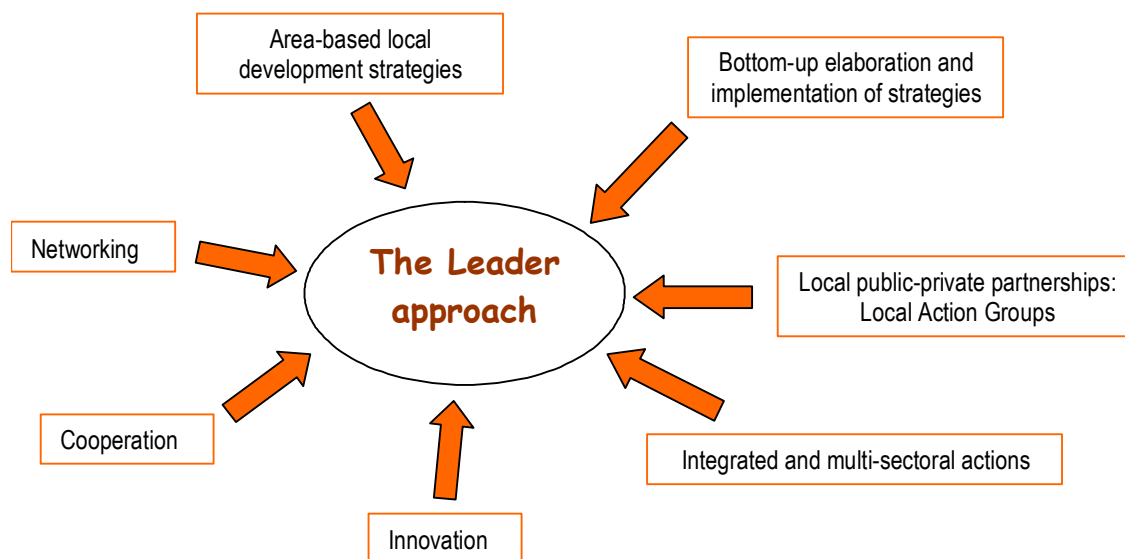 Area-based local
development strategies
Bottom-up elaboration and
implementation of strategies
Networking
The Leader
approach
Local public-private partnerships:
Local Action Groups
Cooperation
Integrated and multi-sectoral actions
Innovation